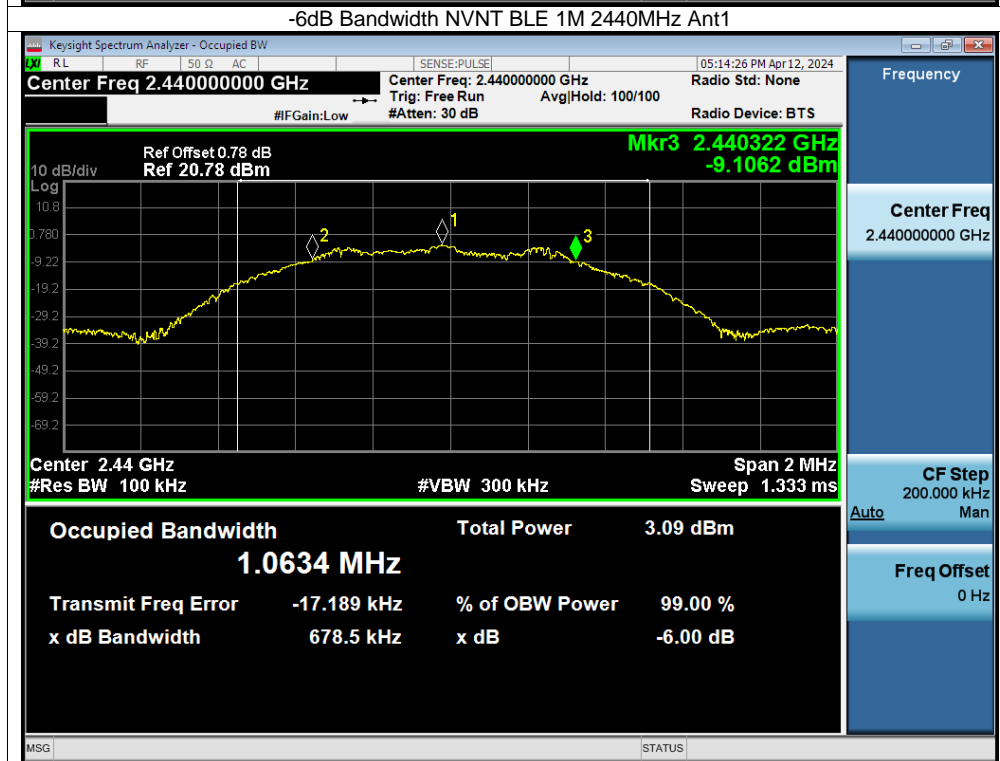 -6dB Bandwidth NVNT BLE 1M 2440MHz Ant1
Keysight Spectrum Analyzer - Occupied BW
LXI RL RF 50 Ω AC SENSE:PULSE 05:14:26 PM Apr 12, 2024
Center Freq 2.440000000 GHz Center Freq: 2.440000000 GHz Radio Std: None
Trig: Free Run Avg|Hold: 100/100
#IFGain:Low #Atten: 30 dB Radio Device: BTS
Frequency
Mkr3 2.440322 GHz
-9.1062 dBm
Ref Offset 0.78 dB
10 dB/div Ref 20.78 dBm
Log
10.8
0.780
-9.22
-19.2
-29.2
-39.2
-49.2
-59.2
-69.2
2
1
3
Center 2.44 GHz Span 2 MHz
#Res BW 100 kHz #VBW 300 kHz Sweep 1.333 ms
Center Freq
2.440000000 GHz
CF Step
200.000 kHz
Auto Man
Freq Offset
0 Hz
Occupied Bandwidth Total Power 3.09 dBm
1.0634 MHz
Transmit Freq Error -17.189 kHz % of OBW Power 99.00 %
x dB Bandwidth 678.5 kHz x dB -6.00 dB
MSG STATUS